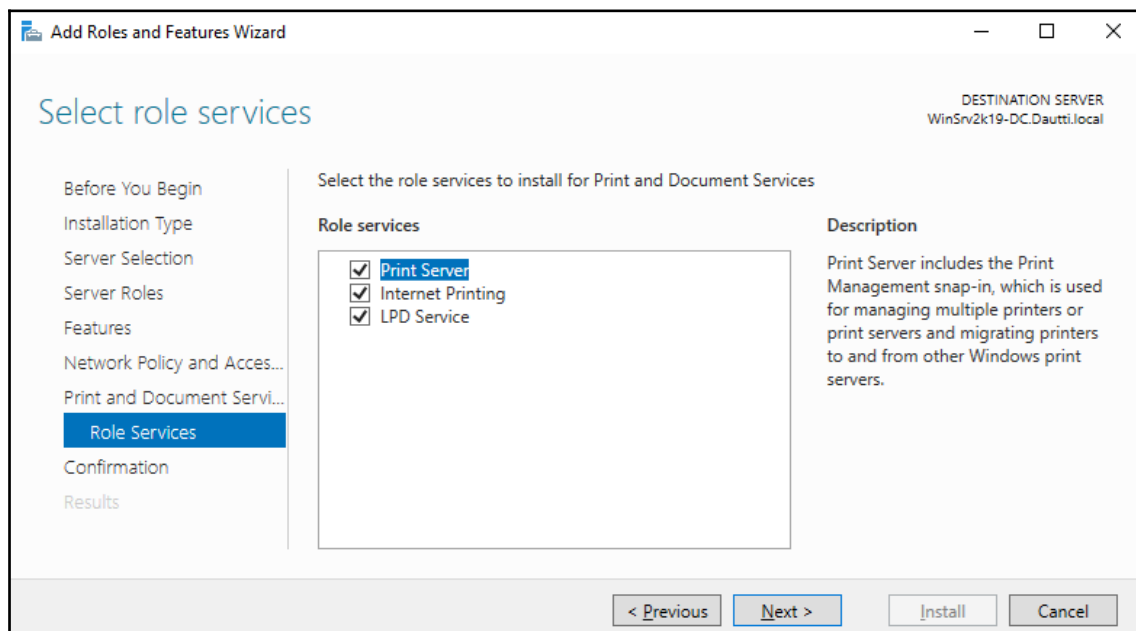 Add Roles and Features Wizard
Select role services
DESTINATION SERVER
WinSrv2k19-DC.Dautti.local
Before You Begin
Installation Type
Server Selection
Server Roles
Features
Network Policy and Acces...
Print and Document Servi...
Role Services
Confirmation
Results
Select the role services to install for Print and Document Services
Role services
Print Server
Internet Printing
LPD Service
Description
Print Server includes the Print
Management snap-in, which is used
for managing multiple printers or
print servers and migrating printers
to and from other Windows print
servers.
< Previous
Next >
Install
Cancel